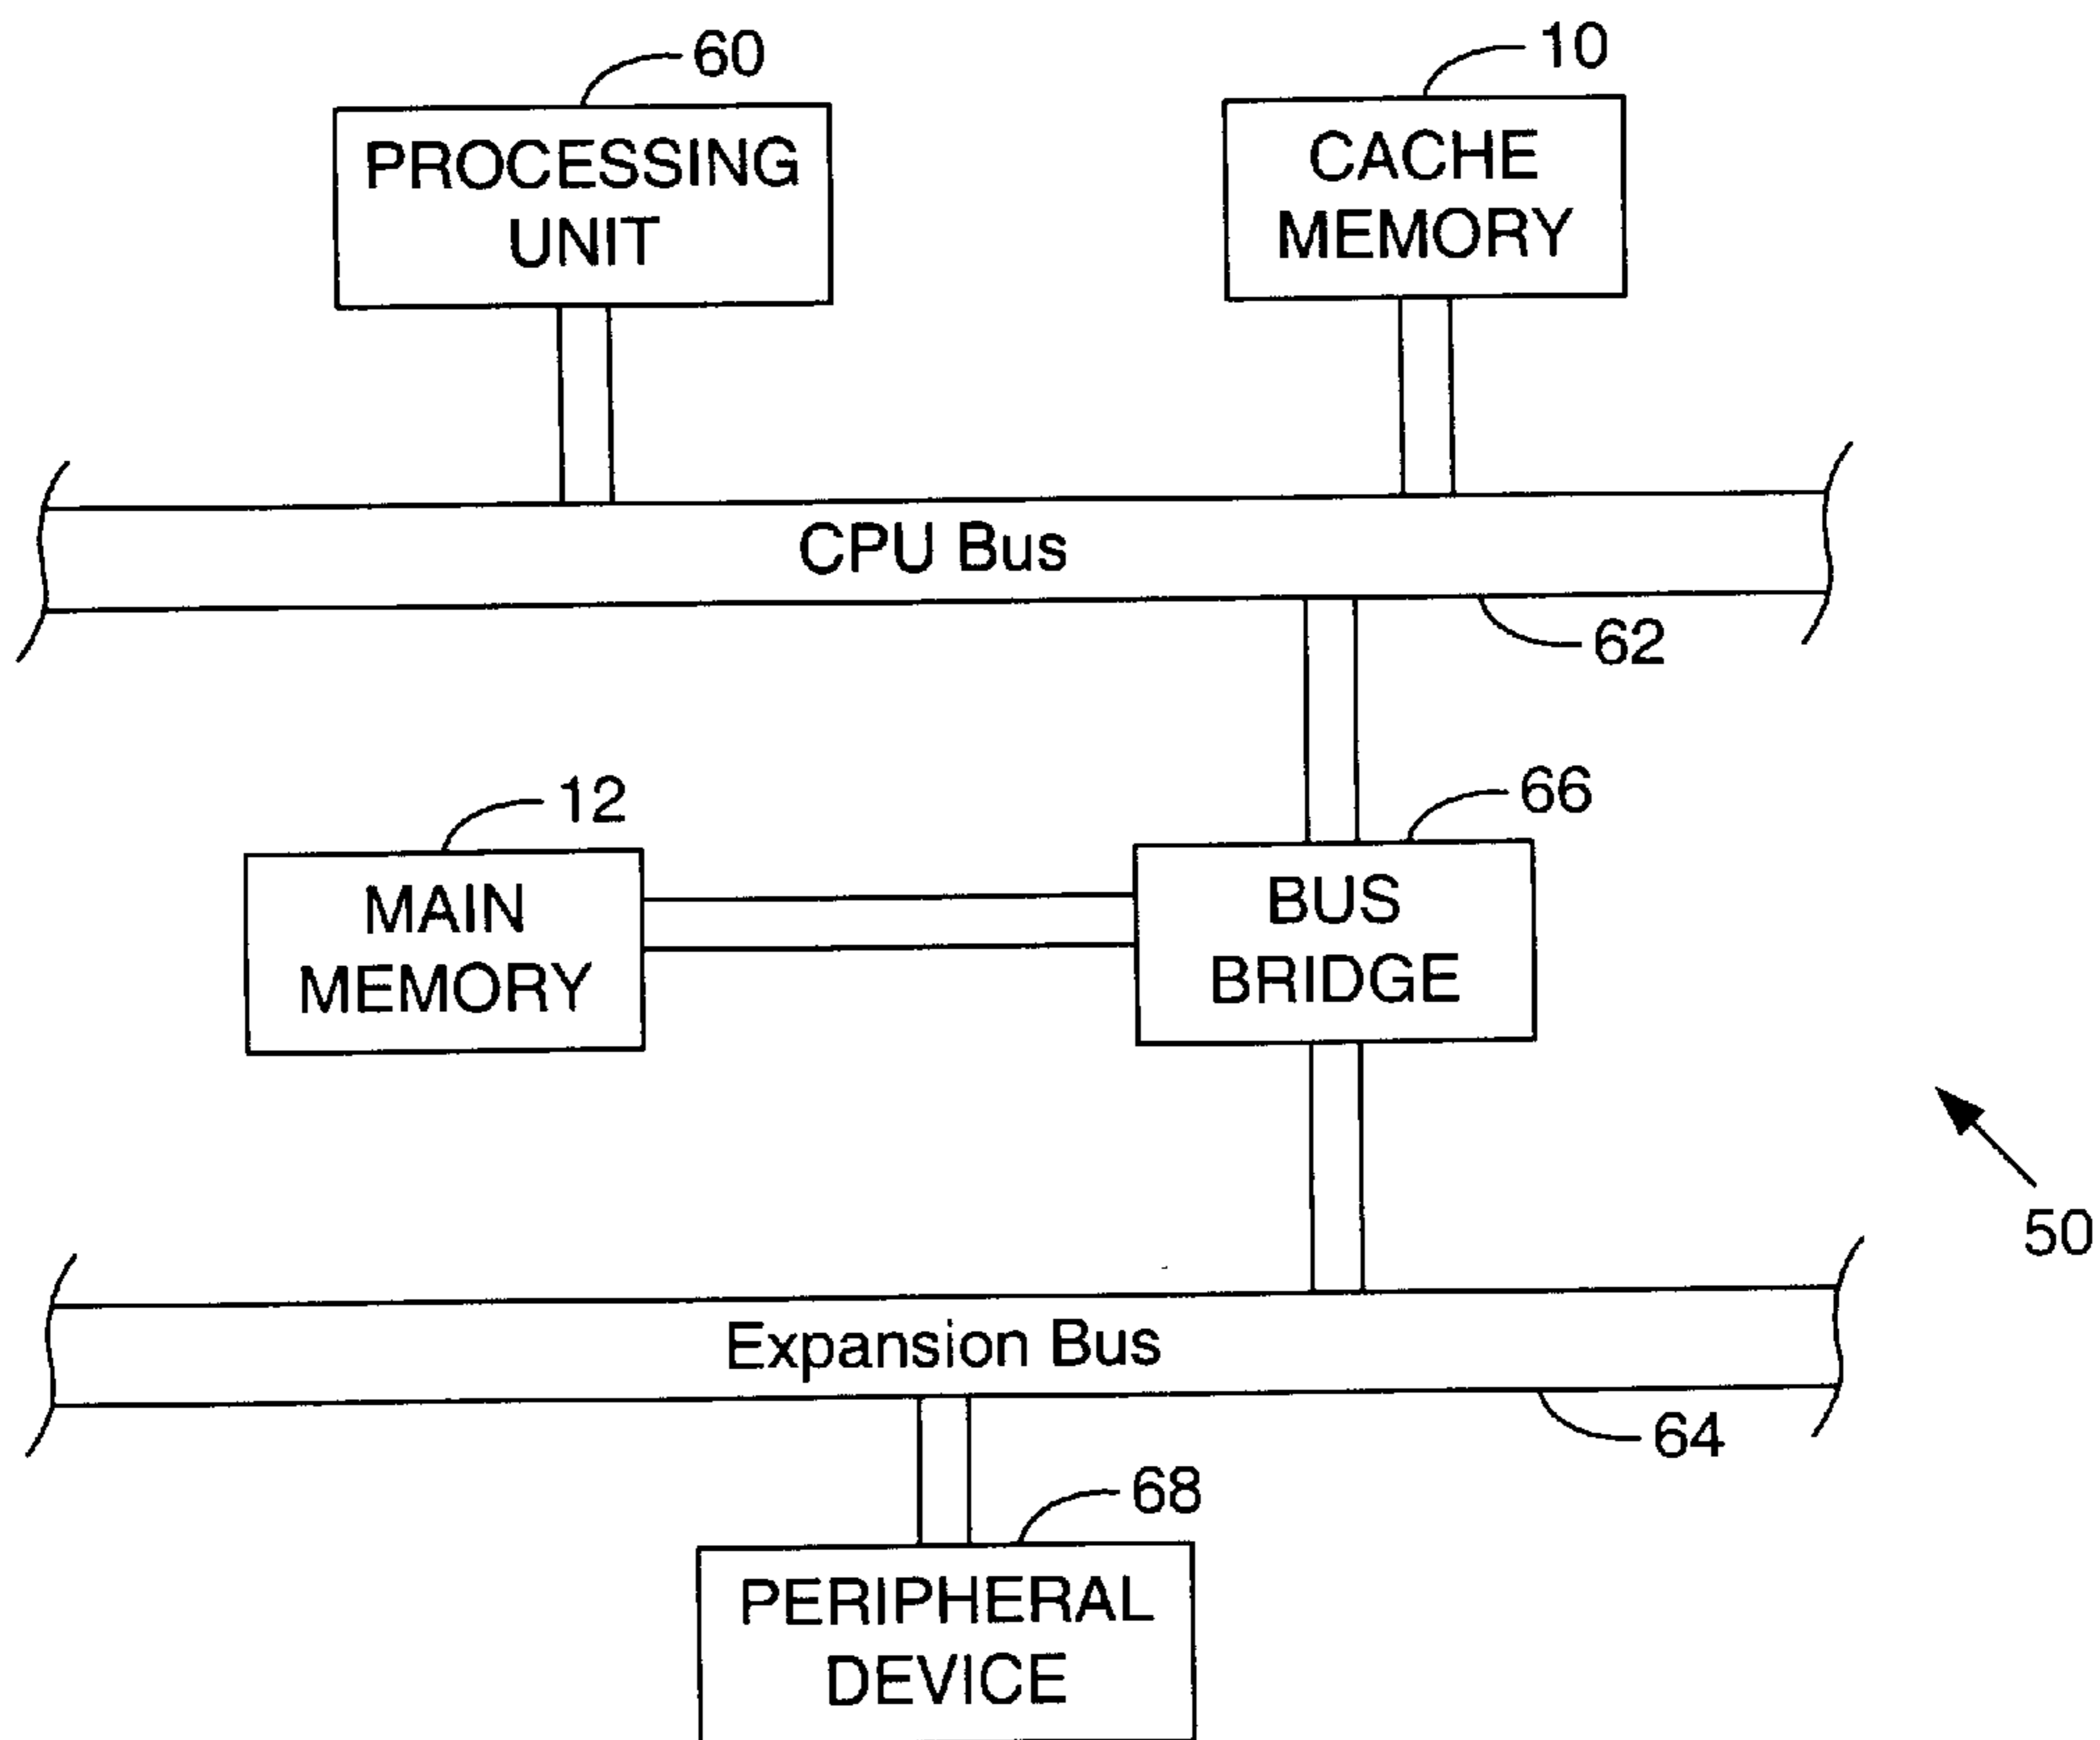 60
10
PROCESSING
UNIT
CACHE
MEMORY
CPU Bus
62
12
66
MAIN
MEMORY
BUS
BRIDGE
50
Expansion Bus
64
68
PERIPHERAL
DEVICE